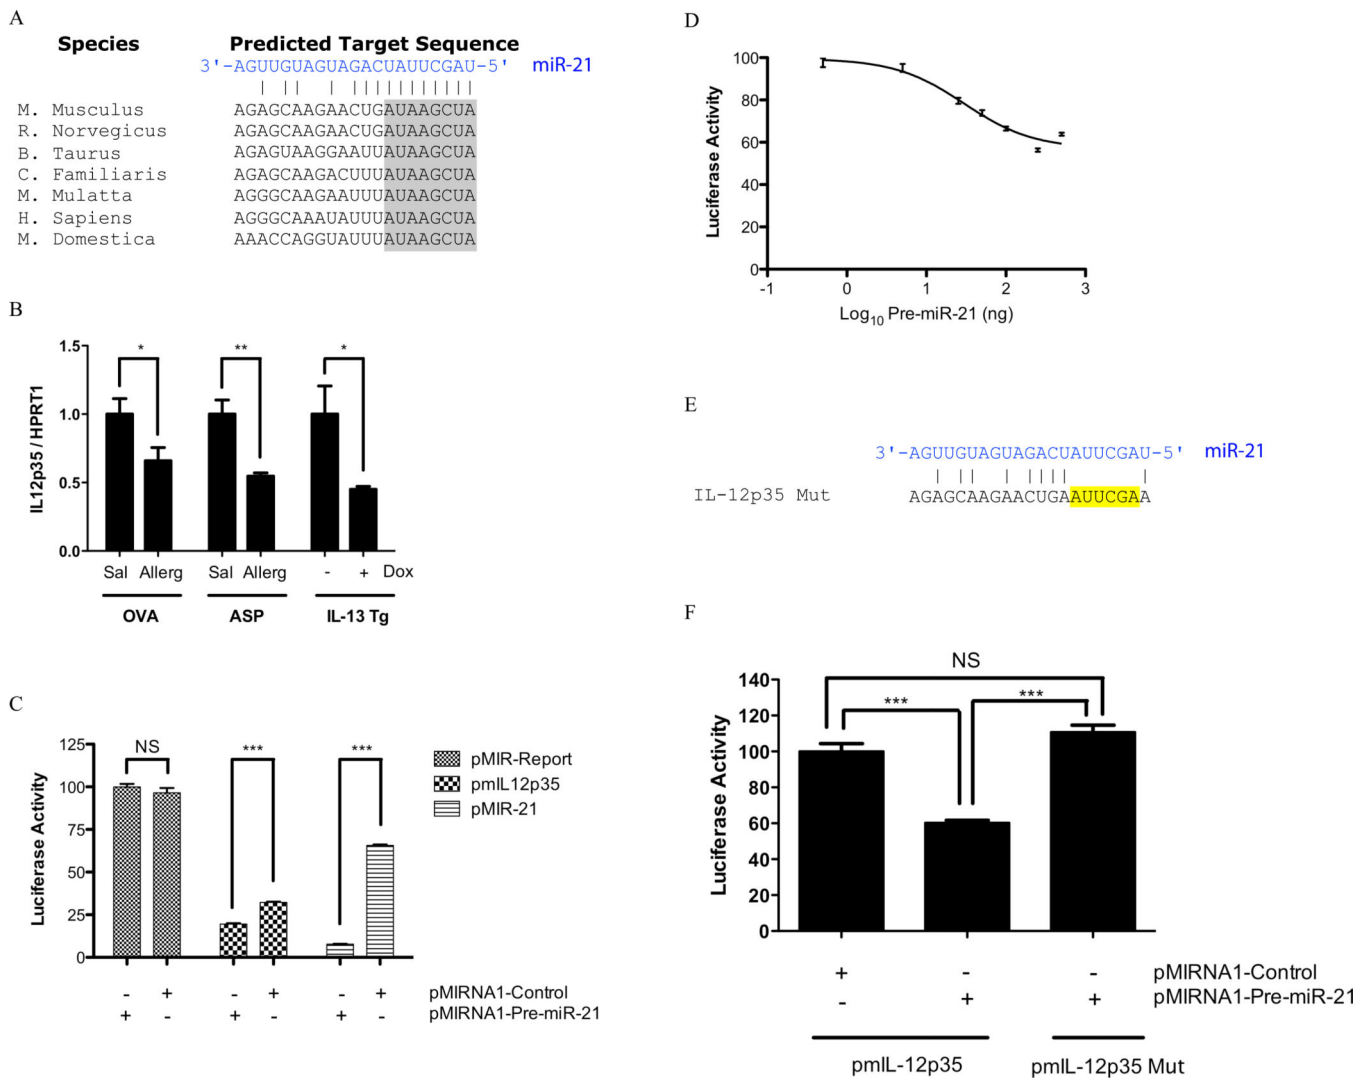 A
Species Predicted Target Sequence
3'-AGUUGUAGUAGACUAUUCGAU-5' miR-21
M. Musculus AGAGCAAGAACUGAUAAGCUA
R. Norvegicus AGAGCAAGAACUGAUAAGCUA
B. Taurus AGAGUAAGGAAUUAUAAGCUA
C. Familiaris AGAGCAAGACUUUAUAAGCUA
M. Mulatta AGGGCAAGAAUUUAUAAGCUA
H. Sapiens AGGGCAAAUAUUUAUAAGCUA
M. Domestica AAACCAGGUAUUUAUAAGCUA
B
IL12p35 / HPRT1
1.5
1.0
0.5
0.0
* ** *
Sal Allerg Sal Allerg - + Dox
OVA ASP IL-13 Tg
C
Luciferase Activity
125
100
75
50
25
0
NS *** ***
pMIR-Report
pmIL12p35
pMIR-21
- + - + - + pMIRNA1-Control
+ - + - + - pMIRNA1-Pre-miR-21
D
Luciferase Activity
100
80
60
40
20
0
-1 0 1 2 3
Log10 Pre-miR-21 (ng)
E
3'-AGUUGUAGUAGACUAUUCGAU-5' miR-21
IL-12p35 Mut AGAGCAAGAACUGAAUUCGAA
F
Luciferase Activity
140
120
100
80
60
40
20
0
NS
*** ***
+ - - pMIRNA1-Control
- + + pMIRNA1-Pre-miR-21
pmIL-12p35 pmIL-12p35 Mut